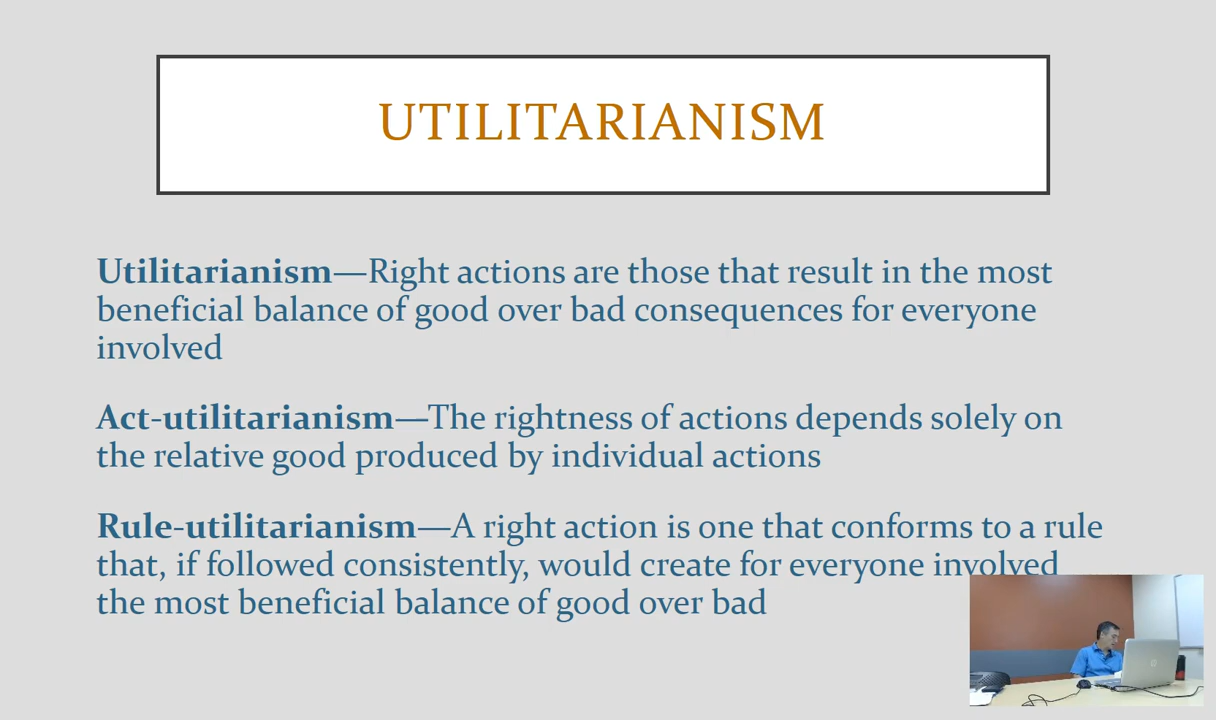 UTILITARIANISM
Utilitarianism—Right actions are those that result in the most
beneficial balance of good over bad consequences for everyone
involved
Act-utilitarianism—The rightness of actions depends solely on
the relative good produced by individual actions
Rule-utilitarianism—A right action is one that conforms to a rule
that, if followed consistently, would create for everyone involved
the most beneficial balance of good over bad